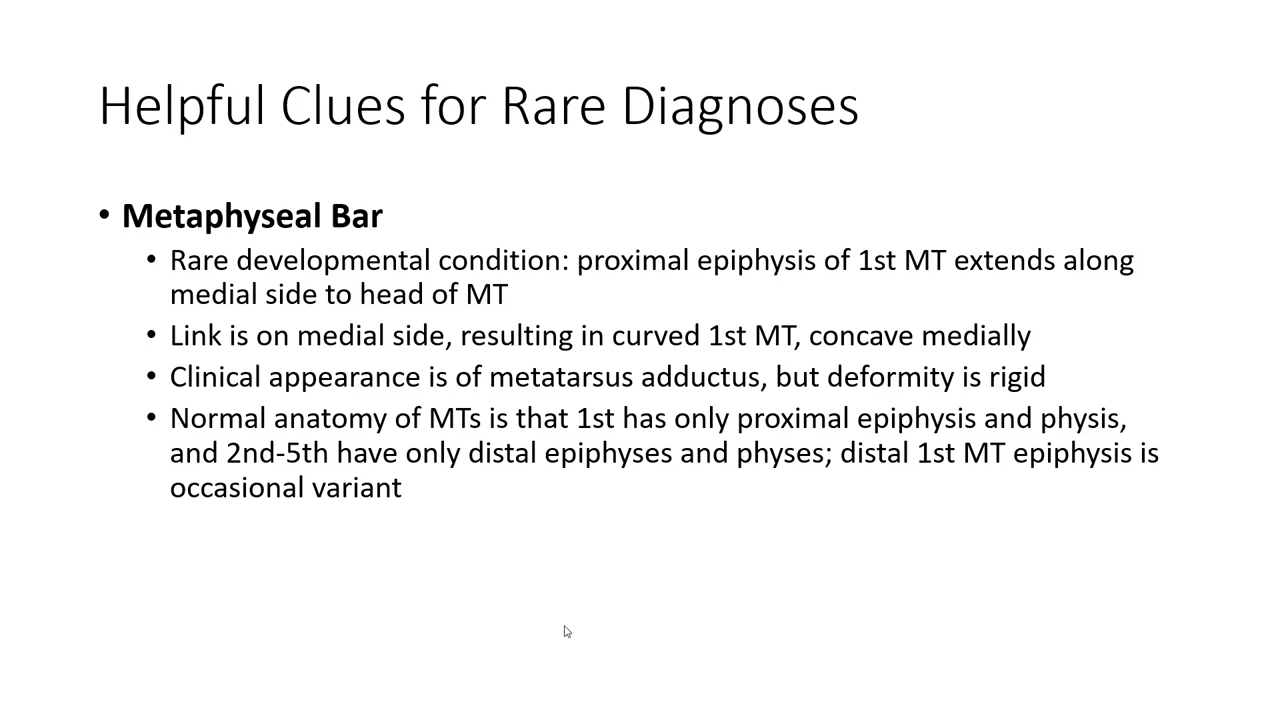 Helpful Clues for Rare Diagnoses
• Metaphyseal Bar
• Rare developmental condition: proximal epiphysis of 1st MT extends along
medial side to head of MT
• Link is on medial side, resulting in curved 1st MT, concave medially
• Clinical appearance is of metatarsus adductus, but deformity is rigid
• Normal anatomy of MTs is that 1st has only proximal epiphysis and physis,
and 2nd-5th have only distal epiphyses and physes; distal 1st MT epiphysis is
occasional variant